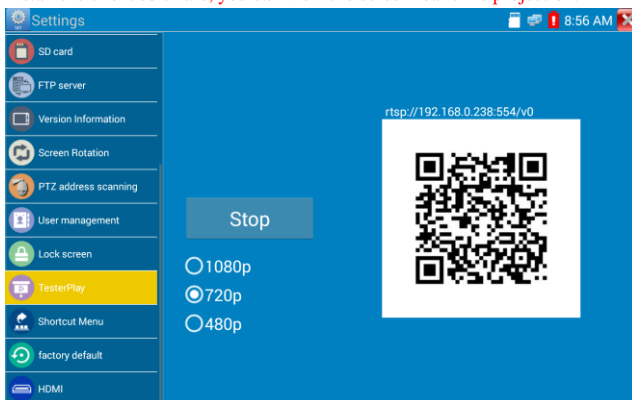 Settings
8:56 AM
SD card
FTP server
Version Information
Screen Rotation
PTZ address scanning
User management
Lock screen
TesterPlay
Shortcut Menu
factory default
HDMI
Stop
1080p
720p
480p
rtsp://192.168.0.238:554/v0